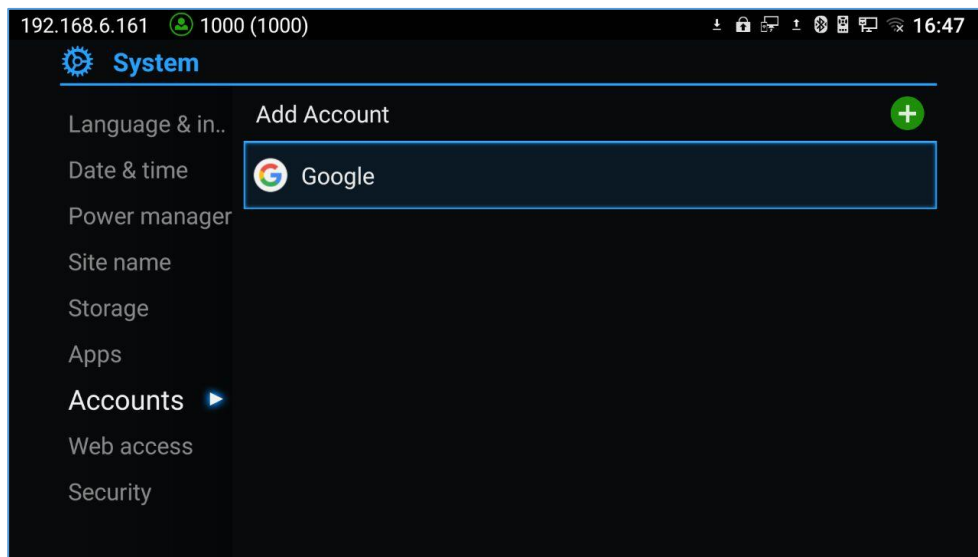 192.168.6.161 1000 (1000) 16:47
System
Language & in..
Add Account
Date & time
Google
Power manager
Site name
Storage
Apps
Accounts
Web access
Security